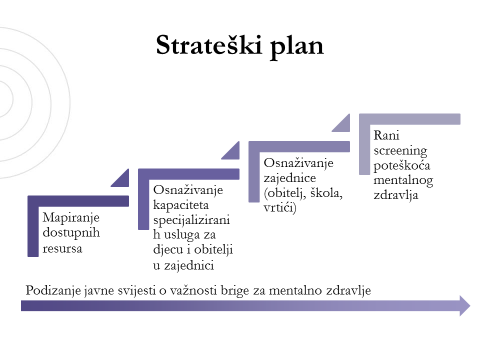 Strateški plan
Mapiranje
dostupnih
resursa
Osnaživanje
kapaciteta
specijalizirani
h usluga za
djecu i obitelji
u zajednici
Osnaživanje
zajednice
(obitelj, škola,
vrtići)
Rani
screening
poteškoća
mentalnog
zdravlja
Podizanje javne svijesti o važnosti brige za mentalno zdravlje